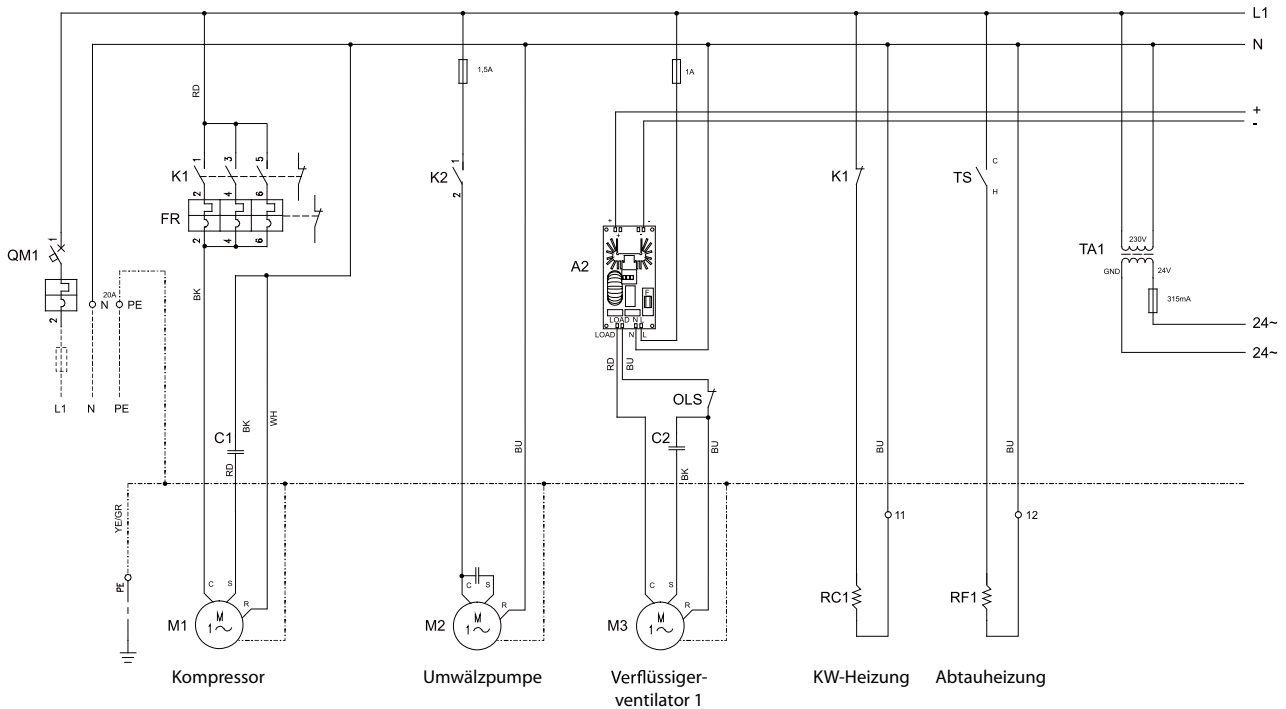 L1
N
1,5A
1A
+
-
RD
1
3
5
K1
2
4
6
FR
2
4
6
K2
1
2
K1
TS
C
H
QM1
1
2
20A
N
PE
L1
N
PE
A2
+
-
+
-
F
LOAD N L
LOAD
N
L
TA1
230V
GND
24V
315mA
24~
24~
BK
RD
BU
OLS
C1
BK
WH
RD
BU
C2
BK
BU
BU
BU
YE/GR
PE
11
12
C
S
R
M1
M
1~
C
S
R
M2
M
1~
C
S
R
M3
M
1~
RC1
RF1
Kompressor
Umwälzpumpe
Verflüssiger-
ventilator 1
KW-Heizung
Abtauheizung